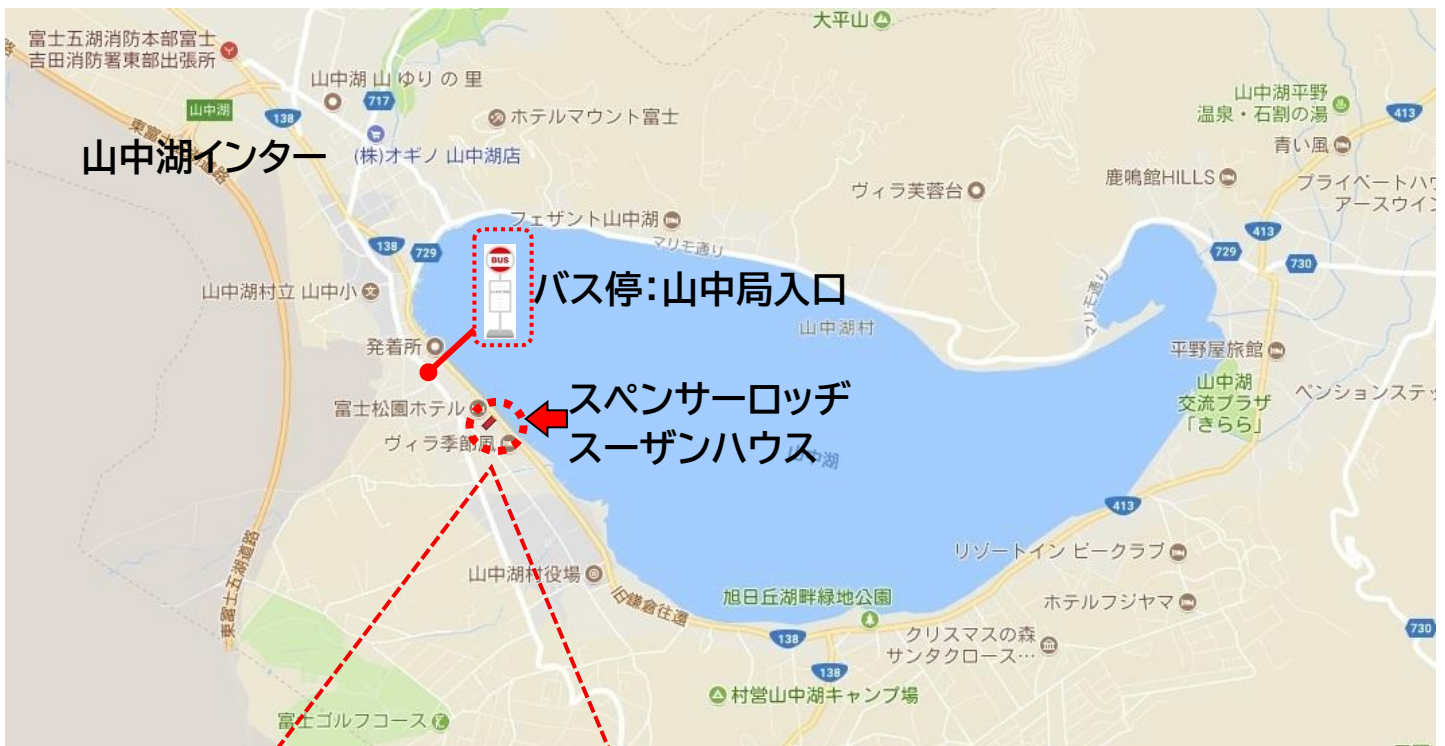 大平山
富士五湖消防本部富士
吉田消防署東部出張所
山中湖 山 ゆり の 里
717
山中湖
138
ホテルマウント富士
山中湖平野
温泉・石割の湯
413
東富士五湖道路
山中湖インター
(株)オギノ 山中湖店
青い風
鹿鳴館HILLS
プライベートハウ
アースウイン
ヴィラ芙蓉台
フェザント山中湖
マリモ通り
413
138
729
729
730
BUS
バス停:山中局入口
山中湖村立 山中小
マリモ通り
山中湖村
発着所
平野屋旅館
山中湖
交流プラザ
「きらら」
ペンションステッ
富士松園ホテル
スペンサーロッヂ
スーザンハウス
ヴィラ季節風
山中湖
413
東富士五湖道路
リゾートイン ピークラブ
山中湖村役場
旧鎌倉往還
旭日丘湖畔緑地公園
ホテルフジヤマ
138
クリスマスの森
サンタクロース…
730
138
村営山中湖キャンプ場
富士ゴルフコース